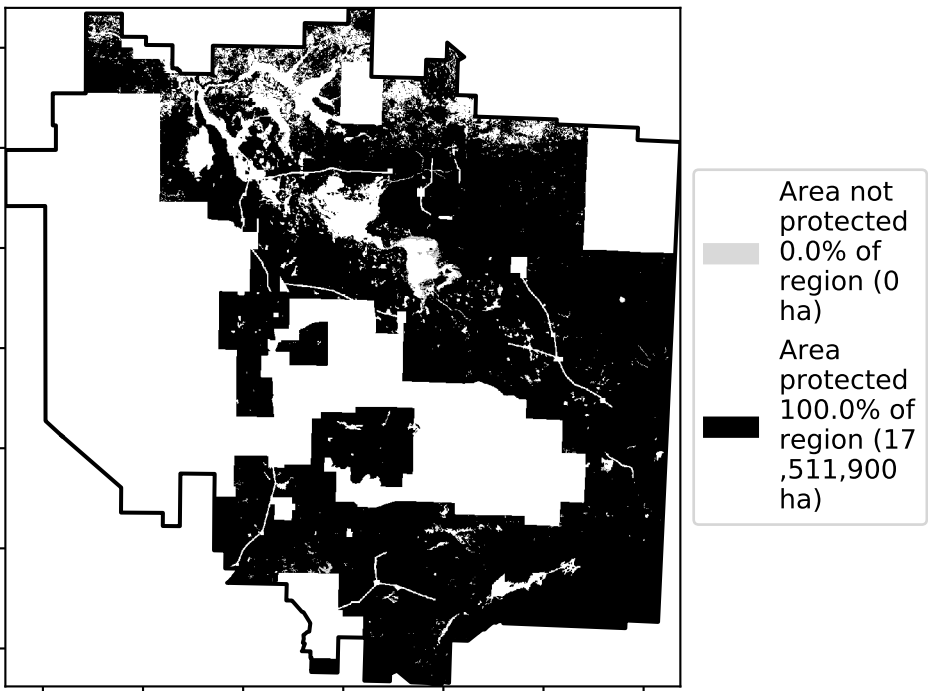 Area not
protected
0.0% of
region (0
ha)
Area
protected
100.0% of
region (17
,511,900
ha)